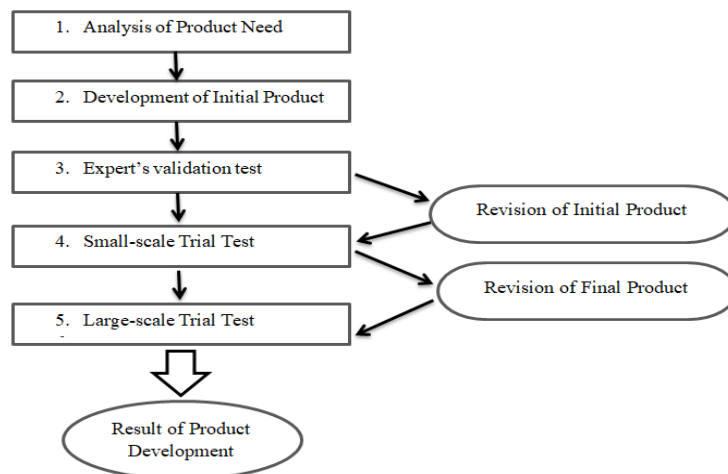 1. Analysis of Product Need
2. Development of Initial Product
3. Expert’s validation test
Revision of Initial Product
4. Small-scale Trial Test
Revision of Final Product
5. Large-scale Trial Test
Result of Product
Development